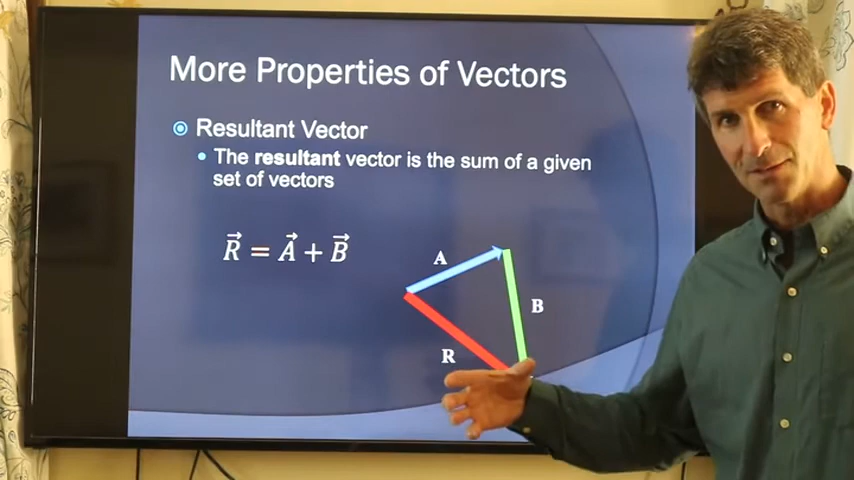 More Properties of Vectors
Resultant Vector
The resultant vector is the sum of a given
set of vectors
R⃗ = A⃗ + B⃗
A
B
R